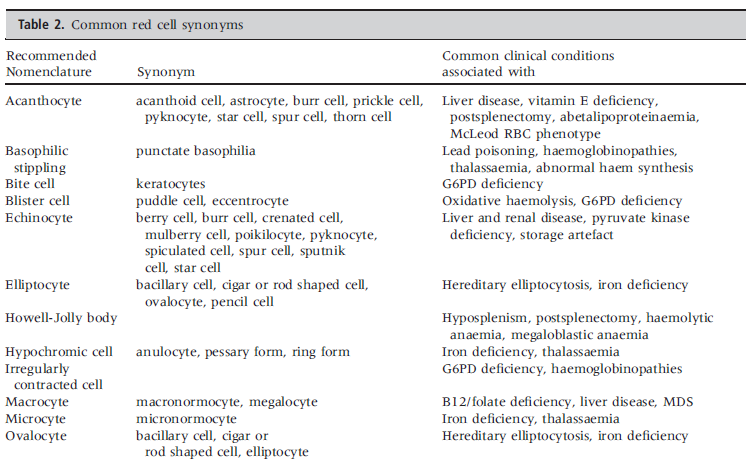 Table 2. Common red cell synonyms
Recommended Nomenclature Synonym Common clinical conditions associated with
Acanthocyte acanthoid cell, astrocyte, burr cell, prickle cell, Liver disease, vitamin E deficiency,
pyknocyte, star cell, spur cell, thorn cell postsplenectomy, abetalipoproteinaemia,
McLeod RBC phenotype
Basophilic punctate basophilia Lead poisoning, haemoglobinopathies,
stippling thalassaemia, abnormal haem synthesis
Bite cell keratocytes G6PD deficiency
Blister cell puddle cell, eccentrocyte Oxidative haemolysis, G6PD deficiency
Echinocyte berry cell, burr cell, crenated cell, Liver and renal disease, pyruvate kinase
mulberry cell, poikilocyte, pyknocyte, deficiency, storage artefact
spiculated cell, spur cell, sputnik
cell, star cell
Elliptocyte bacillary cell, cigar or rod shaped cell, Hereditary elliptocytosis, iron deficiency
ovalocyte, pencil cell
Howell-Jolly body Hyposplenism, postsplenectomy, haemolytic
anaemia, megaloblastic anaemia
Hypochromic cell anulocyte, pessary form, ring form Iron deficiency, thalassaemia
Irregularly G6PD deficiency, haemoglobinopathies
contracted cell
Macrocyte macronormocyte, megalocyte B12/folate deficiency, liver disease, MDS
Microcyte micronormocyte Iron deficiency, thalassaemia
Ovalocyte bacillary cell, cigar or Hereditary elliptocytosis, iron deficiency
rod shaped cell, elliptocyte